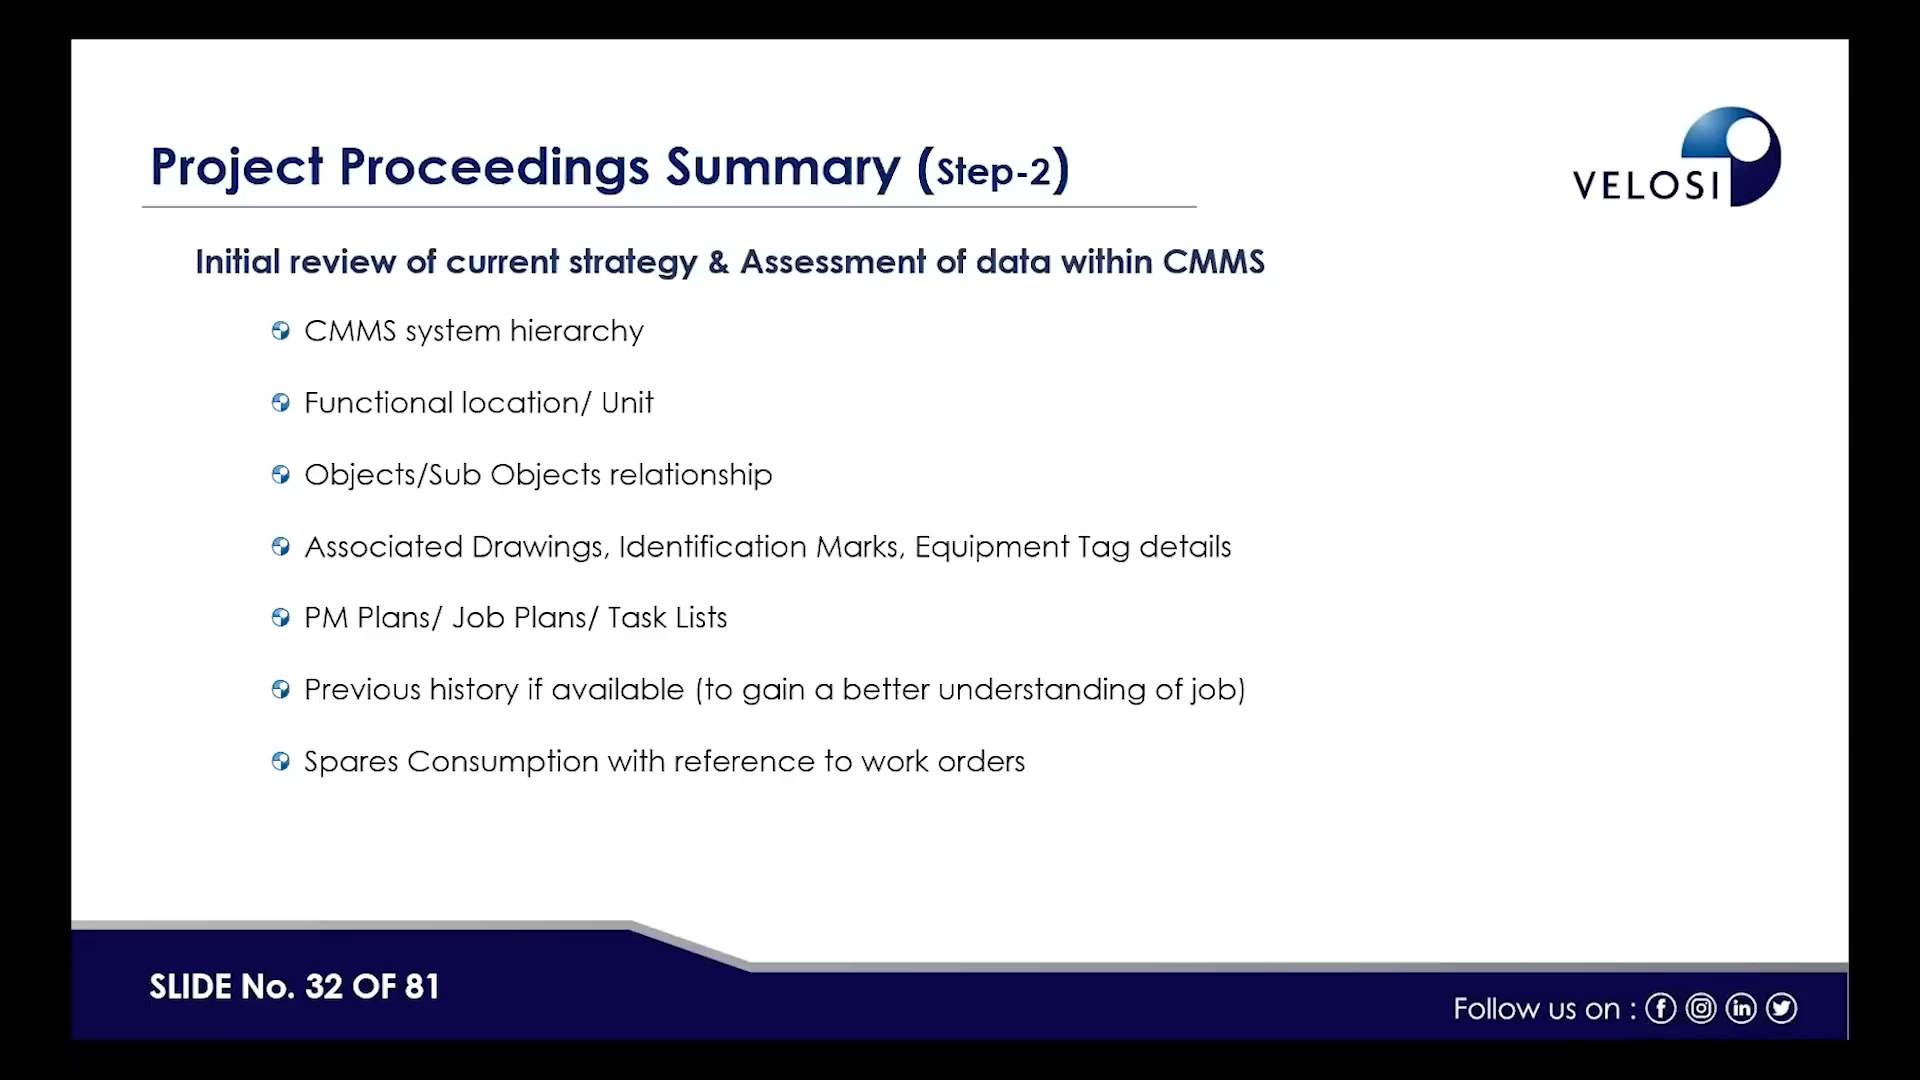 Project Proceedings Summary (Step-2)
VELOSI
Initial review of current strategy & Assessment of data within CMMS
CMMS system hierarchy
Functional location/ Unit
Objects/Sub Objects relationship
Associated Drawings, Identification Marks, Equipment Tag details
PM Plans/ Job Plans/ Task Lists
Previous history if available (to gain a better understanding of job)
Spares Consumption with reference to work orders
SLIDE No. 32 OF 81
Follow us on :